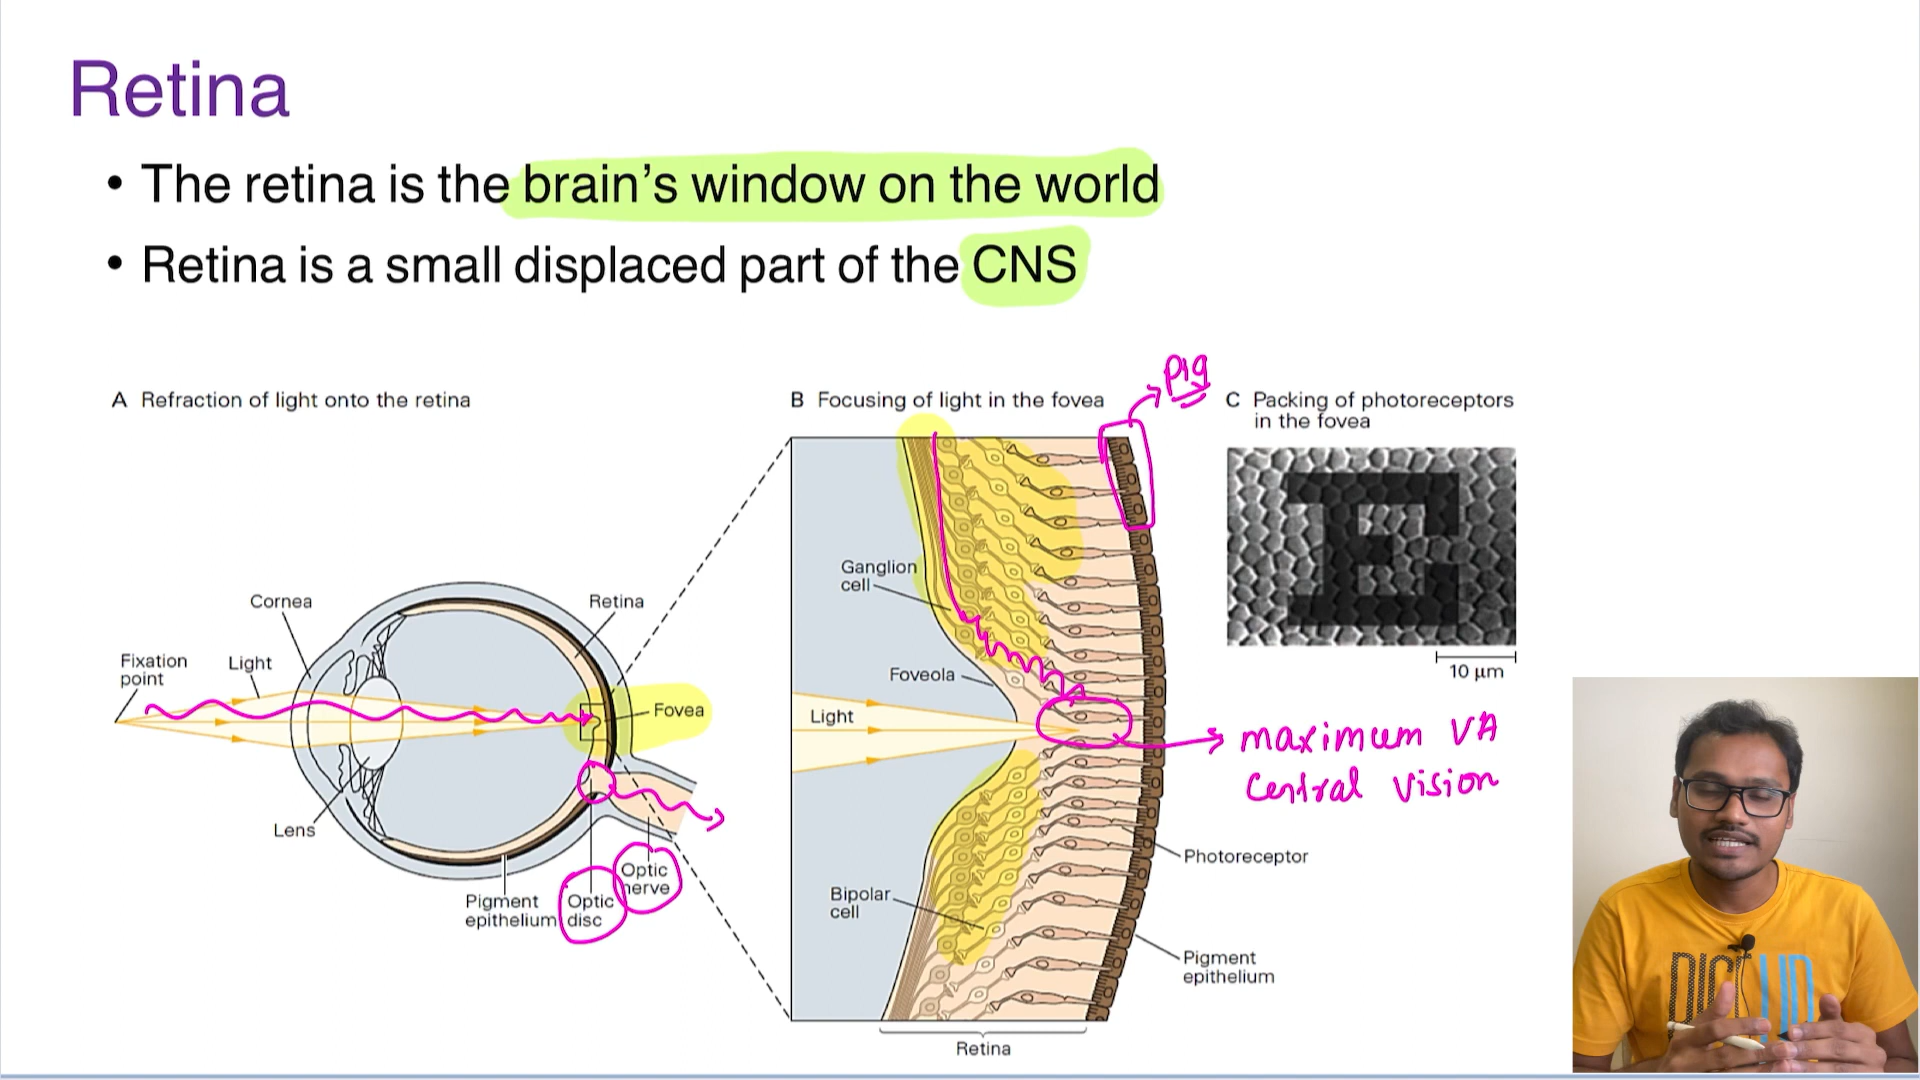 Retina
• The retina is the brain's window on the world
• Retina is a small displaced part of the CNS
A Refraction of light onto the retina
Cornea
Retina
Fixation
point
Light
Fovea
Lens
Pigment
epithelium
Optic
disc
Optic
nerve
B Focusing of light in the fovea
Pig
Ganglion
cell
Foveola
Light
Bipolar
cell
Retina
maximum VA
Central vision
Photoreceptor
Pigment
epithelium
C Packing of photoreceptors
in the fovea
E
10 µm